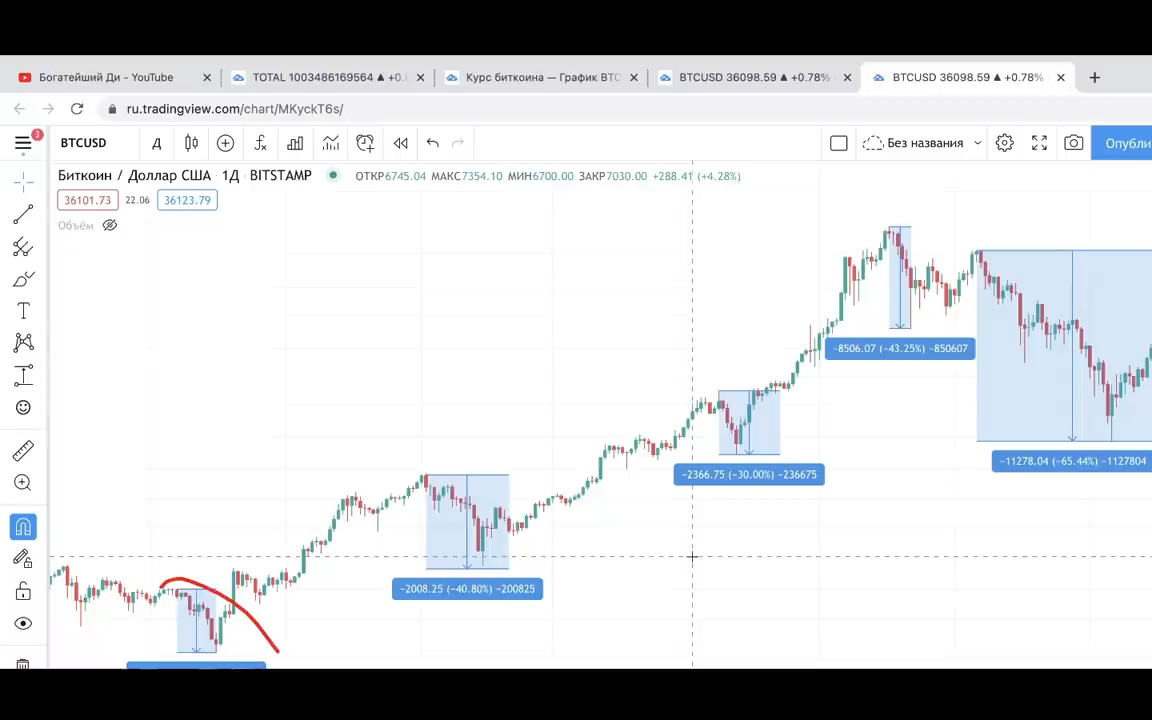 Богатейший Ди - YouTube
TOTAL 1003486169564 ▲ +0.
Курс биткоина — График BTC
BTCUSD 36098.59 ▲ +0.78%
BTCUSD 36098.59 ▲ +0.78%
ru.tradingview.com/chart/MKyckT6s/
3
BTCUSD
Д
Без названия
Опубли
Биткоин / Доллар США · 1Д · BITSTAMP
ОТКР6745.04 МАКС7354.10 МИН6700.00 ЗАКР7030.00 +288.41 (+4.28%)
36101.73 22.06 36123.79
Объём
−8506.07 (−43.25%) −850607
−11278.04 (−65.44%) −1127804
−2366.75 (−30.00%) −236675
−2008.25 (−40.80%) −200825